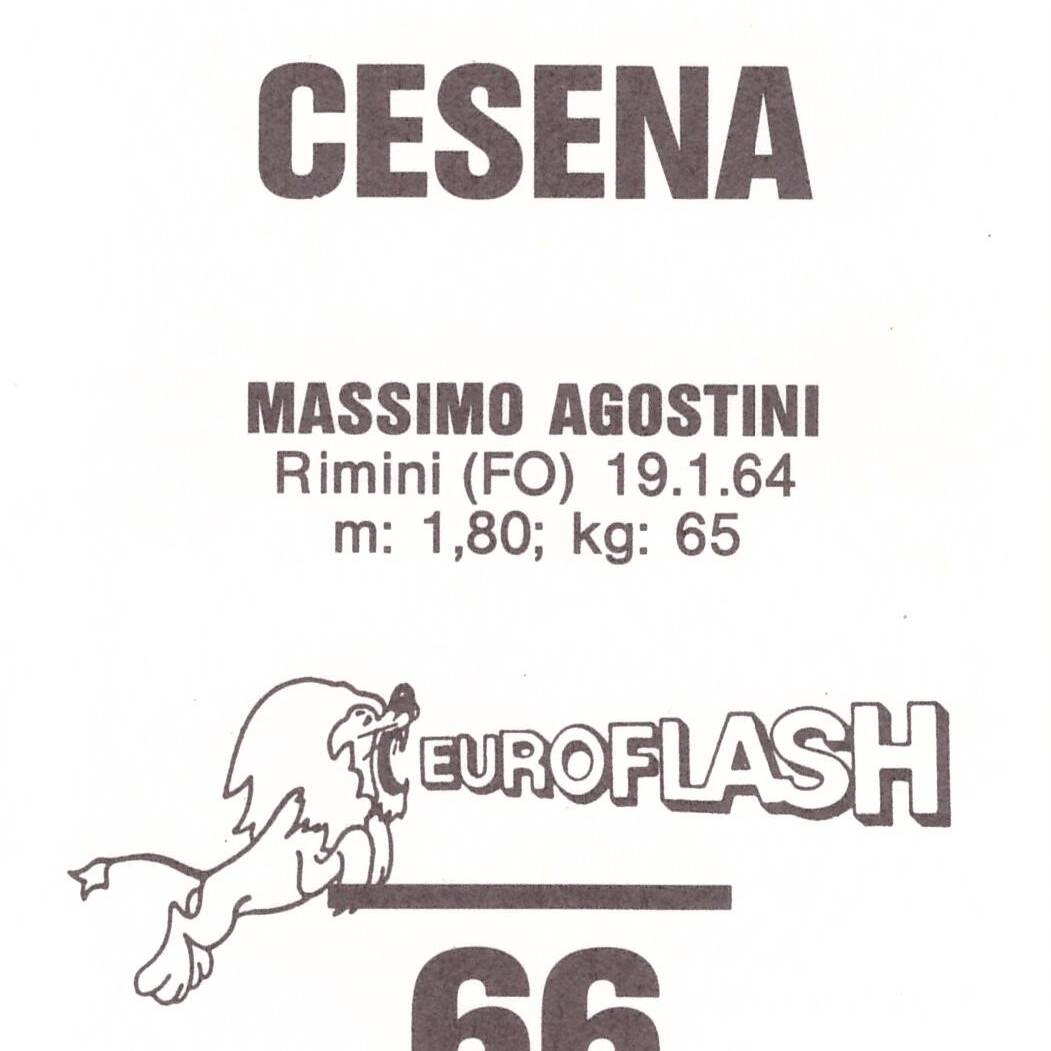 CESENA
MASSIMO AGOSTINI
Rimini (FO) 19.1.64
m: 1,80; kg: 65
EUROFLASH
66